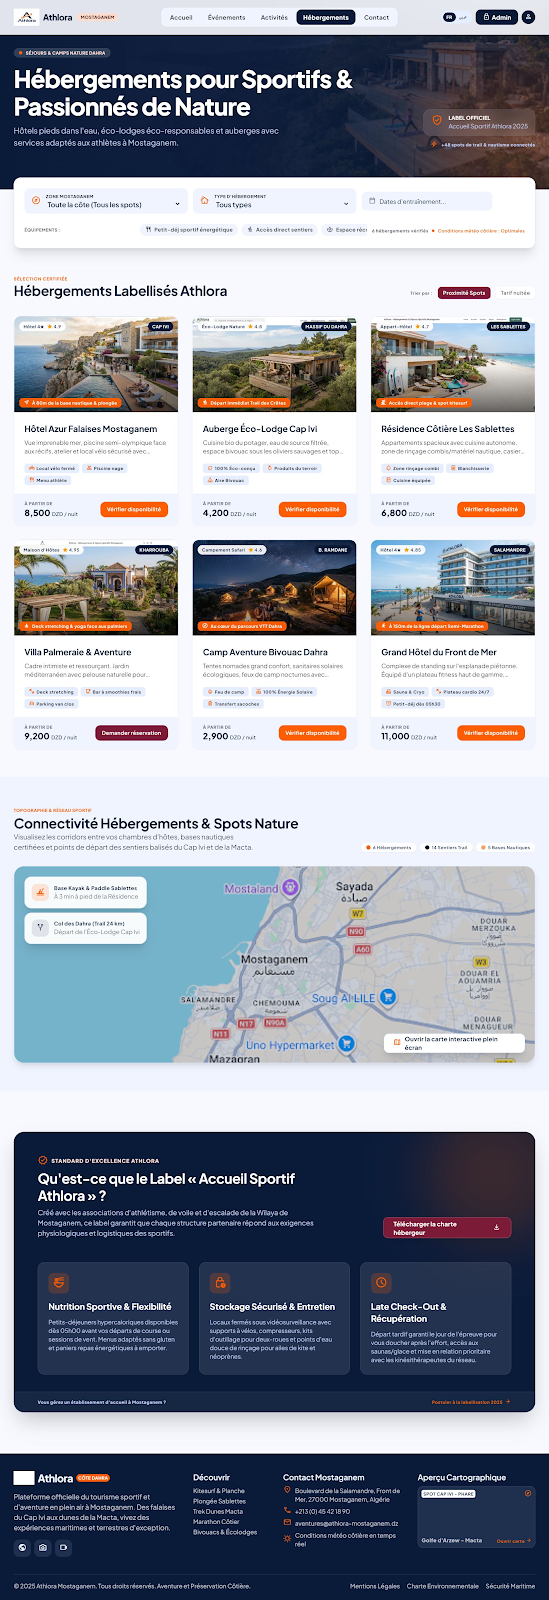 Athlora
Athlora
MOSTAGANEM
Accueil
Événements
Activités
Hébergements
Contact
FR
Admin
SÉJOURS & CAMPS NATURE DAHRA
Hébergements pour Sportifs &
Passionnés de Nature
Hôtels pieds dans l'eau, éco-lodges éco-responsables et auberges avec
services adaptés aux athlètes à Mostaganem.
LABEL OFFICIEL
Accueil Sportif Athlora 2025
+48 spots de trail & nautisme connectés
ZONE MOSTAGANEM
Toute la côte (Tous les spots)
TYPE D'HÉBERGEMENT
Tous types
Dates d'entraînement...
ÉQUIPEMENTS :
Petit-déj sportif énergétique
Accès direct sentiers
Espace réc
6 hébergements vérifiés
Conditions météo côtière : Optimales
SÉLECTION CERTIFIÉE
Hébergements Labellisés Athlora
Trier par :
Proximité Spots
Tarif nuitée
Hôtel 4★ ★ 4.9
CAP IVI
À 80m de la base nautique & plongée
Hôtel Azur Falaises Mostaganem
Vue imprenable mer, piscine semi-olympique face
aux récifs, atelier et local vélo sécurisé avec...
Local vélo fermé
Piscine nage
Menu athlète
À PARTIR DE
8,500 DZD / nuit
Vérifier disponibilité
Éco-Lodge Nature ★ 4.8
MASSIF DU DAHRA
Départ immédiat Trail des Crêtes
Auberge Éco-Lodge Cap Ivi
Cuisine bio du potager, eau de source filtrée,
espace bivouac sous les oliviers sauvages et top...
100% Éco-conçu
Produits du terroir
Aire Bivouac
À PARTIR DE
4,200 DZD / nuit
Vérifier disponibilité
Appart-Hôtel ★ 4.7
LES SABLETTES
Accès direct plage & spot kitesurf
Résidence Côtière Les Sablettes
Appartements spacieux avec cuisine autonome,
zone de rinçage combis/matériel nautique, casier...
Zone rinçage combi
Blanchisserie
Cuisine équipée
À PARTIR DE
6,800 DZD / nuit
Vérifier disponibilité
Maison d'Hôtes ★ 4.95
KHARROUBA
Deck stretching & yoga face aux palmiers
Villa Palmeraie & Aventure
Cadre intimiste et ressourçant. Jardin
méditerranéen avec pelouse naturelle pour...
Deck stretching
Bar à smoothies frais
Parking van clos
À PARTIR DE
9,200 DZD / nuit
Demander réservation
Campement Safari ★ 4.6
B. RAMDANE
Au cœur du parcours VTT Dahra
Camp Aventure Bivouac Dahra
Tentes nomades grand confort, sanitaires solaires
écologiques, feux de camp nocturnes avec...
Feu de camp
100% Énergie Solaire
Transfert sacoches
À PARTIR DE
2,900 DZD / nuit
Vérifier disponibilité
Hôtel 4★ ★ 4.85
SALAMANDRE
À 150m de la ligne départ Semi-Marathon
Grand Hôtel du Front de Mer
Complexe de standing sur l'esplanade piétonne.
Équipé d'un plateau fitness haut de gamme,...
Sauna & Cryo
Plateau cardio 24/7
Petit-déj dès 05h30
À PARTIR DE
11,000 DZD / nuit
Vérifier disponibilité
TOPOGRAPHIE & RÉSEAU SPORTIF
Connectivité Hébergements & Spots Nature
Visualisez les corridors entre vos chambres d'hôtes, bases nautiques
certifiées et points de départ des sentiers balisés du Cap Ivi et de la Macta.
6 Hébergements
14 Sentiers Trail
5 Bases Nautiques
Base Kayak & Paddle Sablettes
À 3 min à pied de la Résidence
Col des Dahra (Trail 24 km)
Départ de l'Éco-Lodge Cap Ivi
Mostaland
Sayada
صيادة
W7
N90
A60
DOUAR
MERZOUKA
W3
DOUAR EL
AOUAMRIA
Mostaganem
مستغانم
SALAMANDRE
CHEMOUMA
Soug Al LILE
N11
N17
N90A
DOUAR
MENAGUEUR
Uno Hypermarket
Mazagran
Ouvrir la carte interactive plein
écran
STANDARD D'EXCELLENCE ATHLORA
Qu'est-ce que le Label « Accueil Sportif
Athlora » ?
Créé avec les associations d'athlétisme, de voile et d'escalade de la Wilaya de
Mostaganem, ce label garantit que chaque structure partenaire répond aux exigences
physiologiques et logistiques des sportifs.
Télécharger la charte
hébergeur
Nutrition Sportive & Flexibilité
Petits-déjeuners hypercaloriques disponibles
dès 05h00 avant vos départs de course ou
sessions de vent. Menus adaptés sans gluten
et paniers repas énergétiques à emporter.
Stockage Sécurisé & Entretien
Locaux fermés sous vidéosurveillance avec
supports à vélos, compresseurs, kits
d'outillage pour deux-roues et points d'eau
douce de rinçage pour ailes de kite et
néoprènes.
Late Check-Out &
Récupération
Départ tardif garanti le jour de l'épreuve pour
vous doucher après l'effort, accès aux
saunas/glace et mise en relation prioritaire
avec les kinésithérapeutes du réseau.
Vous gérez un établissement d'accueil à Mostaganem ?
Postuler à la labellisation 2025 →
Athlora
CÔTE DAHRA
Plateforme officielle du tourisme sportif et
d'aventure en plein air à Mostaganem. Des falaises
du Cap Ivi aux dunes de la Macta, vivez des
expériences maritimes et terrestres d'exception.
Découvrir
Kitesurf & Planche
Plongée Sablettes
Trek Dunes Macta
Marathon Côtier
Bivouacs & Écolodges
Contact Mostaganem
Boulevard de la Salamandre, Front de
Mer, 27000 Mostaganem, Algérie
+213 (0) 45 42 18 90
aventures@athlora-mostaganem.dz
Conditions météo côtière en temps
réel
Aperçu Cartographique
SPOT CAP IVI - PHARE
Golfe d'Arzew - Macta
Ouvrir carte →
© 2025 Athlora Mostaganem. Tous droits réservés. Aventure et Préservation Côtière.
Mentions Légales
Charte Environnementale
Sécurité Maritime